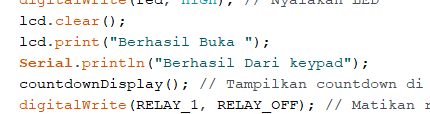 digitalWrite(red, HIGH); // Nyalakan LED
lcd.clear();
lcd.print("Berhasil Buka ");
Serial.println("Berhasil Dari keypad");
countdownDisplay(); // Tampilkan countdown di
digitalWrite(RELAY_1, RELAY_OFF); // Matikan